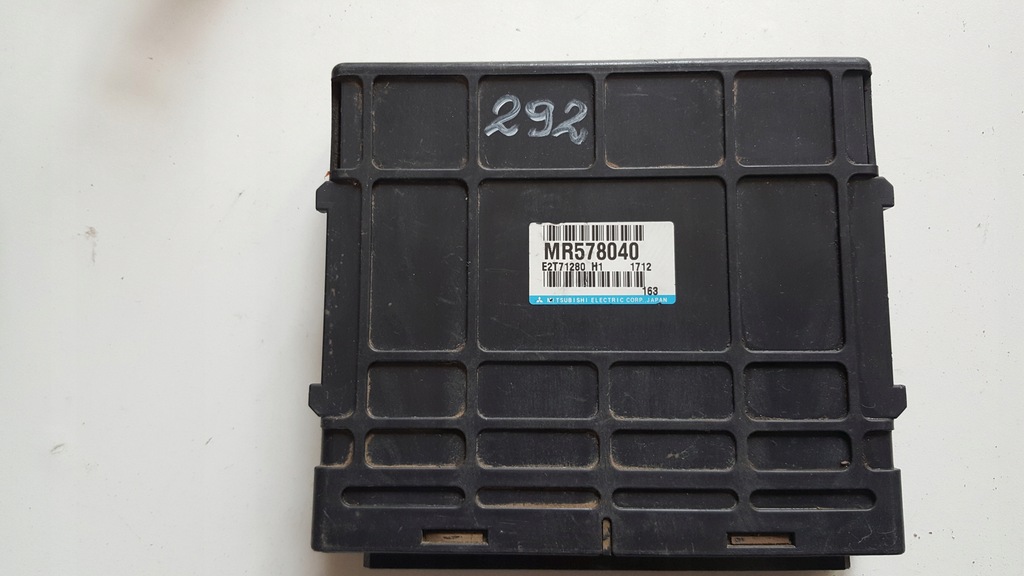 292
MR578040
E2T71280 H1 1712
163
MITSUBISHI ELECTRIC CORP. JAPAN